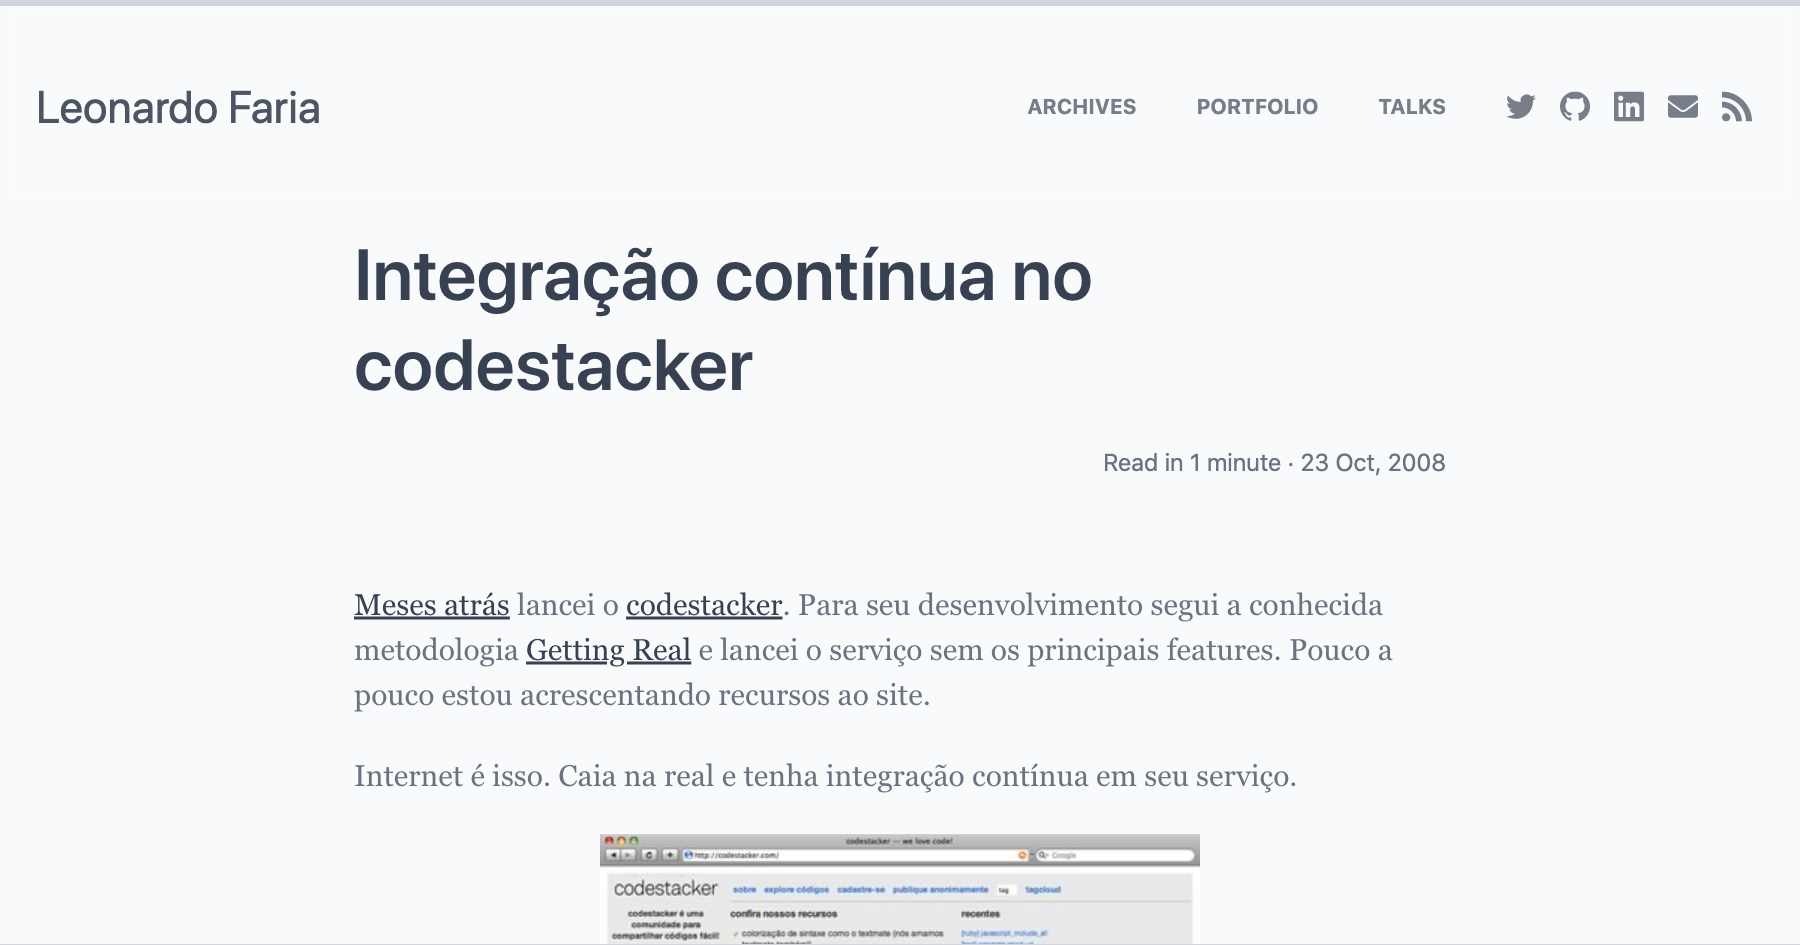 Leonardo Faria
ARCHIVES PORTFOLIO TALKS
Integração contínua no
codestacker
Read in 1 minute · 23 Oct, 2008
Meses atrás lancei o codestacker. Para seu desenvolvimento segui a conhecida
metodologia Getting Real e lancei o serviço sem os principais features. Pouco a
pouco estou acrescentando recursos ao site.
Internet é isso. Caia na real e tenha integração contínua em seu serviço.
codestacker — we love code!
http://codestacker.com/
Google
codestacker sobre explore códigos cadastre-se publique anonimamente tag tagcloud
codestacker é uma
comunidade para
compartilhar códigos fácil!
confira nossos recursos
colorização de sintaxe como o textmate (nós amamos
recentes
[ruby] javascript_include_all